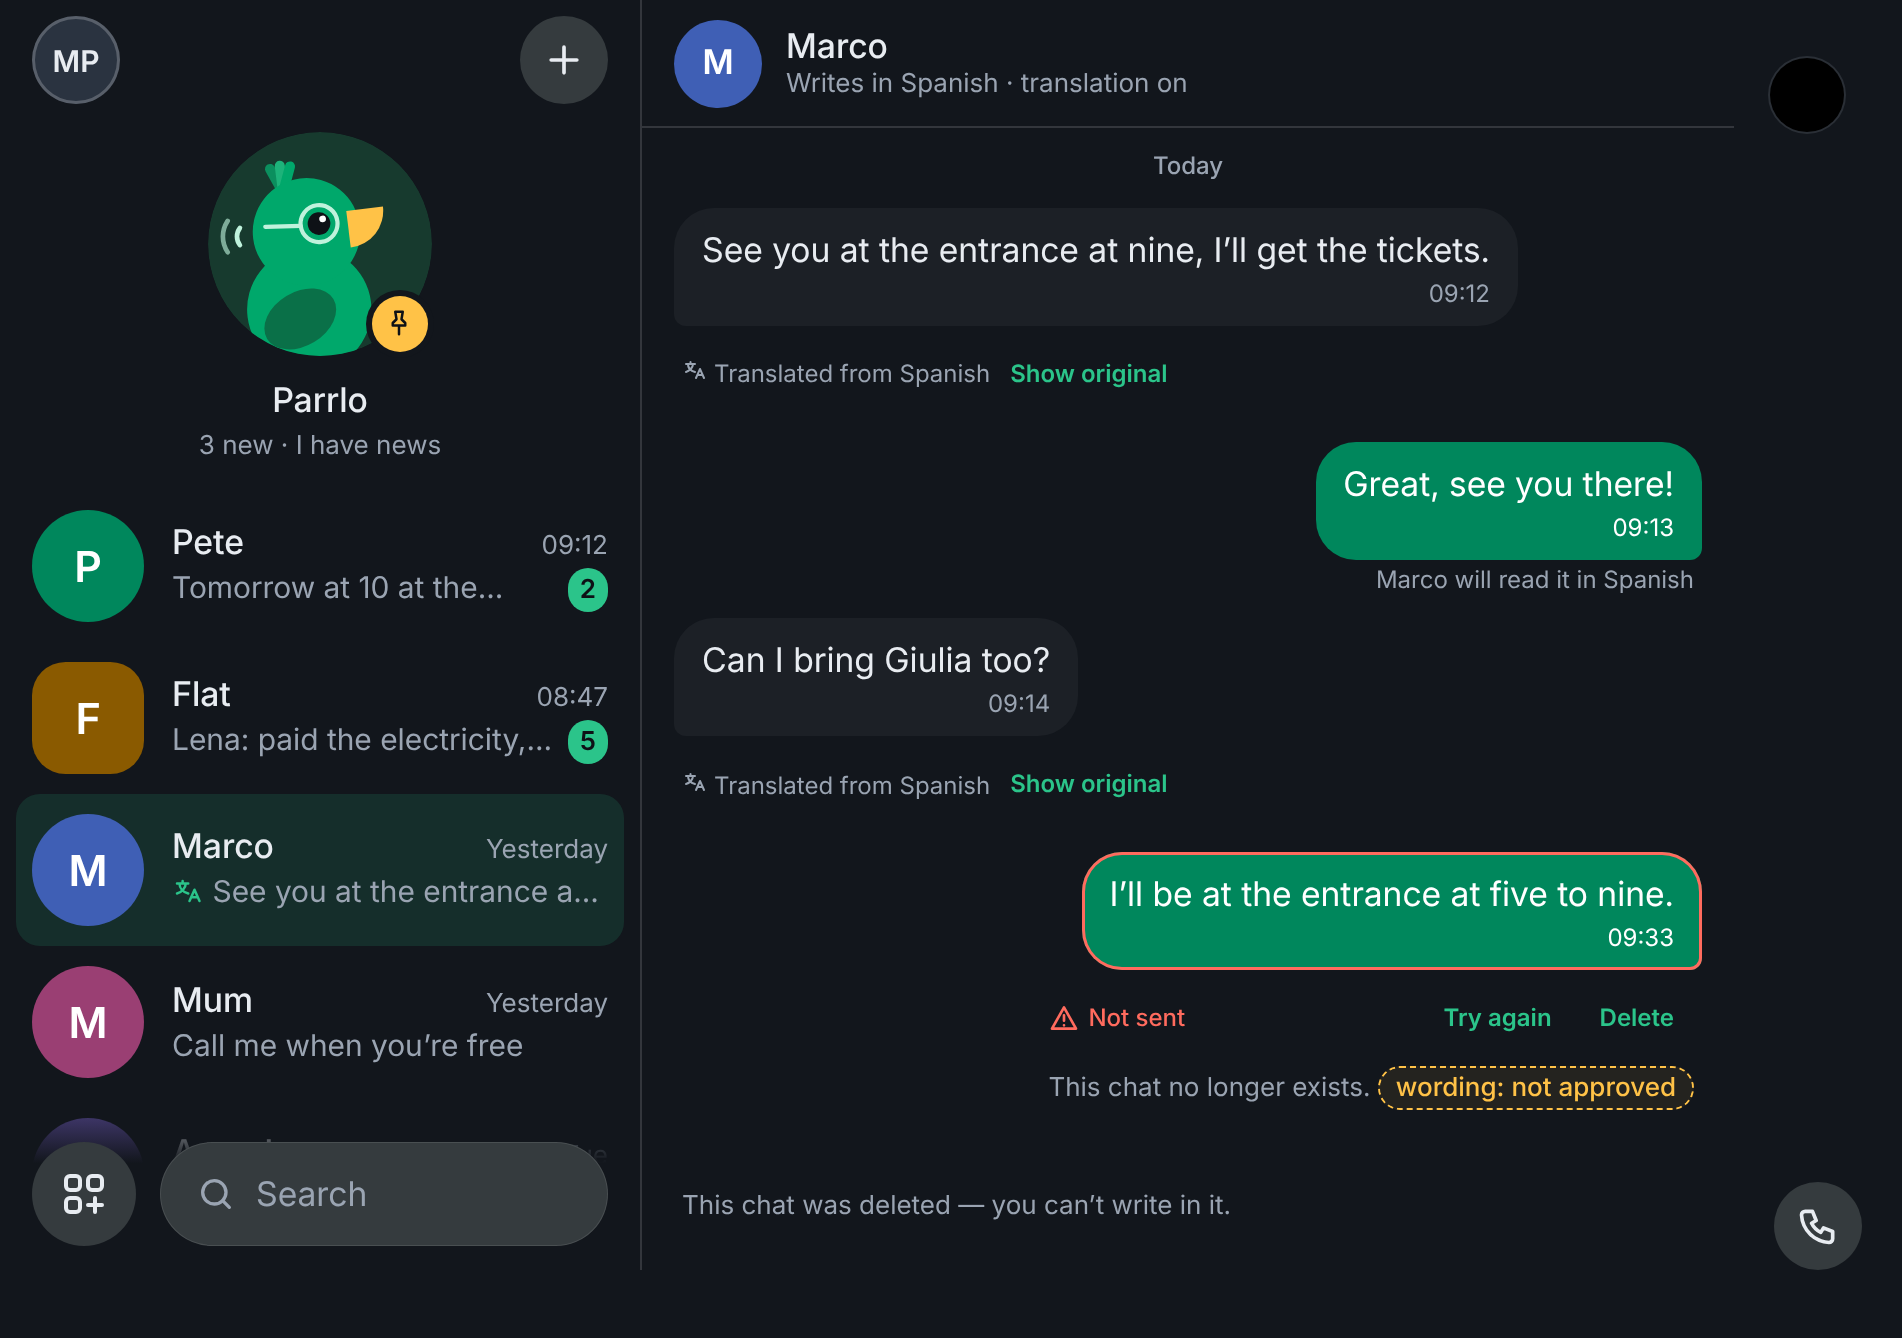 MP
Parrlo
3 new · I have news
P
Pete
09:12
Tomorrow at 10 at the...
2
F
Flat
08:47
Lena: paid the electricity,...
5
M
Marco
Yesterday
See you at the entrance a...
M
Mum
Yesterday
Call me when you’re free
Search
M
Marco
Writes in Spanish · translation on
Today
See you at the entrance at nine, I’ll get the tickets.
09:12
Translated from Spanish Show original
Great, see you there!
09:13
Marco will read it in Spanish
Can I bring Giulia too?
09:14
Translated from Spanish Show original
I’ll be at the entrance at five to nine.
09:33
Not sent Try again Delete
This chat no longer exists. wording: not approved
This chat was deleted — you can’t write in it.